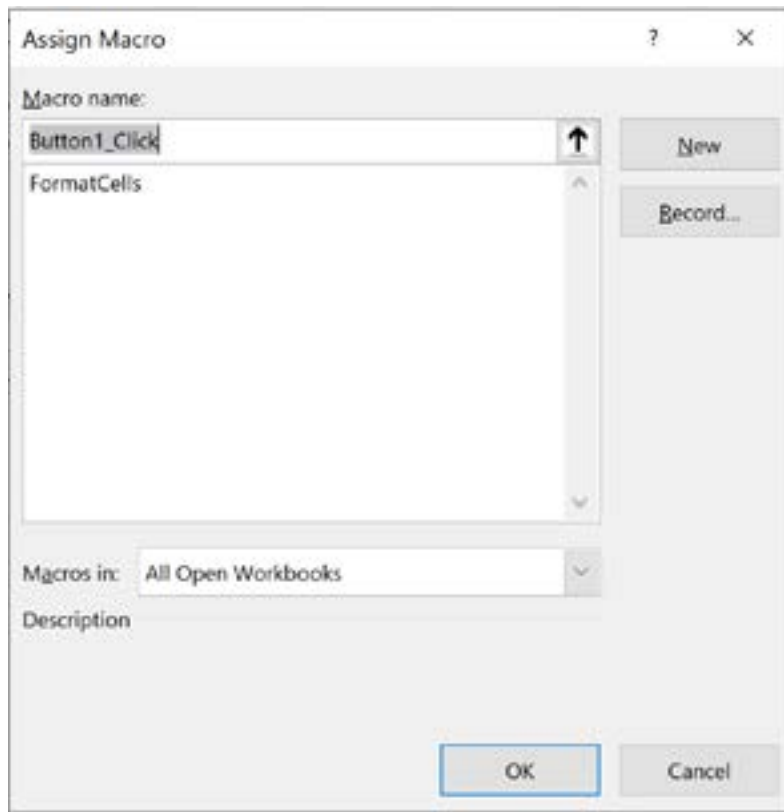 Assign Macro
?
×
Macro name:
Button1_Click
New
FormatCells
Record...
Macros in:
All Open Workbooks
Description
OK
Cancel